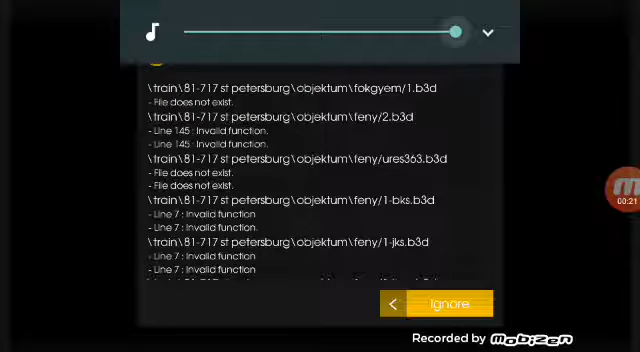 \train\81-717 st petersburg\objektum\fokgyem/1.b3d
- File does not exist.
\train\81-717 st petersburg\objektum\feny/2.b3d
- Line 145 : Invalid function.
- Line 145 : Invalid function.
\train\81-717 st petersburg\objektum\feny/ures363.b3d
- File does not exist.
- File does not exist.
\train\81-717 st petersburg\objektum\feny/1-bks.b3d
- Line 7 : Invalid function
- Line 7 : Invalid function.
\train\81-717 st petersburg\objektum\feny/1-jks.b3d
- Line 7 : Invalid function
- Line 7 : Invalid function
00:21
< Ignore
Recorded by mobizen